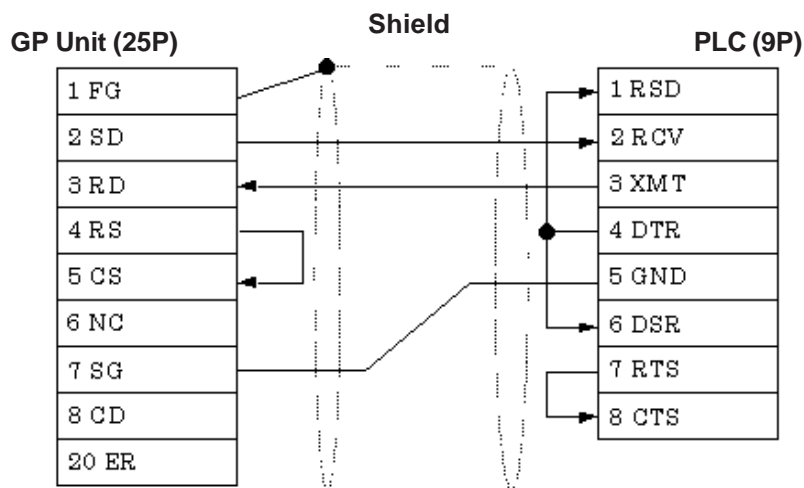 Shield
GP Unit (25P)
PLC (9P)
1 FG
2 SD
3 RD
4 RS
5 CS
6 NC
7 SG
8 CD
20 ER
1 RSD
2 RCV
3 XMT
4 DTR
5 GND
6 DSR
7 RTS
8 CTS